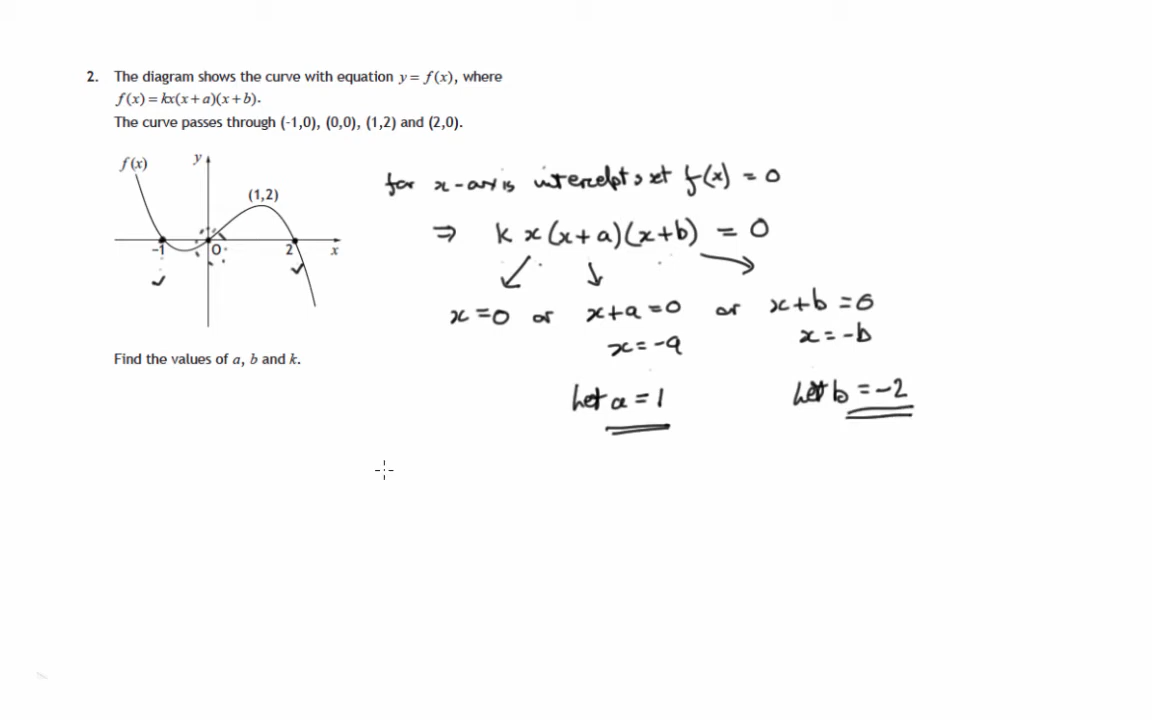 2. The diagram shows the curve with equation y = f(x), where
f(x) = kx(x + a)(x + b).
The curve passes through (-1,0), (0,0), (1,2) and (2,0).
f(x)
y
(1,2)
-1
0
2
x
Find the values of a, b and k.
for x-axis intercepts set f(x) = 0
⇒ k x (x + a)(x + b) = 0
x = 0 or x + a = 0 or x + b = 0
x = -a x = -b
let a = 1 let b = -2